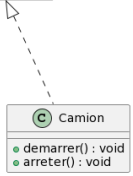 C Camion
demarrer() : void
arreter() : void